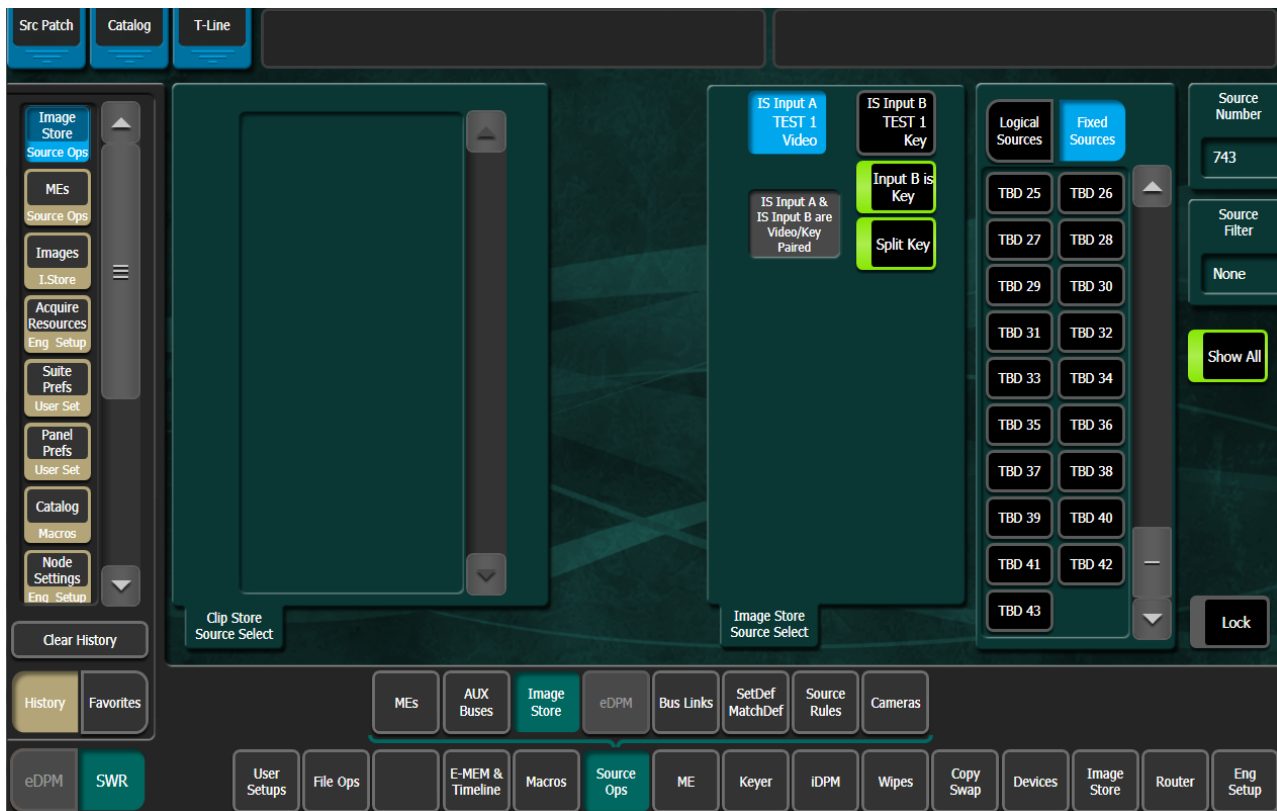 Src Patch
Catalog
T-Line
Image
Store
Source Ops
MEs
Source Ops
Images
I.Store
Acquire
Resources
Eng Setup
Suite
Prefs
User Set
Panel
Prefs
User Set
Catalog
Macros
Node
Settings
Eng Setup
Clear History
History
Favorites
eDPM
SWR
Clip Store
Source Select
IS Input A
TEST 1
Video
IS Input B
TEST 1
Key
Input B is
Key
IS Input A &
IS Input B are
Video/Key
Paired
Split Key
Image Store
Source Select
Logical
Sources
Fixed
Sources
TBD 25
TBD 26
TBD 27
TBD 28
TBD 29
TBD 30
TBD 31
TBD 32
TBD 33
TBD 34
TBD 35
TBD 36
TBD 37
TBD 38
TBD 39
TBD 40
TBD 41
TBD 42
TBD 43
Source
Number
743
Source
Filter
None
Show All
Lock
MEs
AUX
Buses
Image
Store
eDPM
Bus Links
SetDef
MatchDef
Source
Rules
Cameras
User
Setups
File Ops
E-MEM &
Timeline
Macros
Source
Ops
ME
Keyer
iDPM
Wipes
Copy
Swap
Devices
Image
Store
Router
Eng
Setup